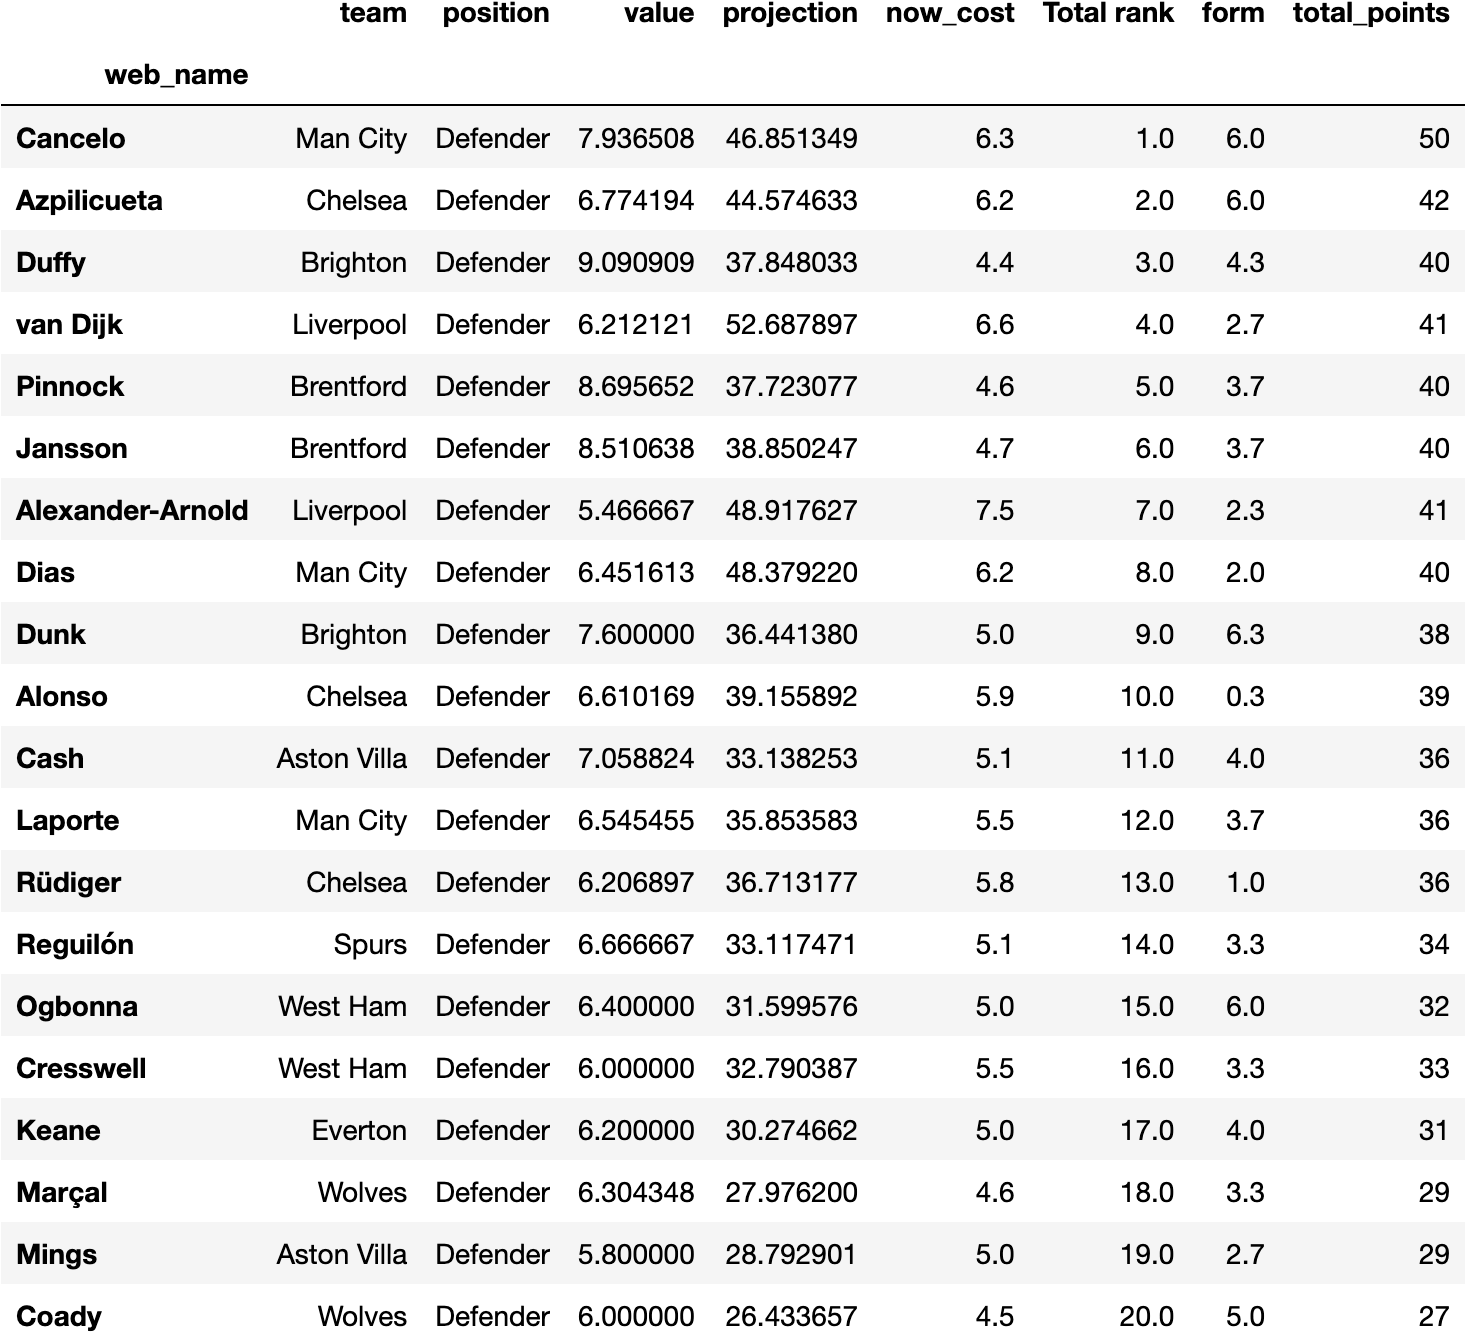 team position value projection now_cost Total rank form total_points
web_name
Cancelo Man City Defender 7.936508 46.851349 6.3 1.0 6.0 50
Azpilicueta Chelsea Defender 6.774194 44.574633 6.2 2.0 6.0 42
Duffy Brighton Defender 9.090909 37.848033 4.4 3.0 4.3 40
van Dijk Liverpool Defender 6.212121 52.687897 6.6 4.0 2.7 41
Pinnock Brentford Defender 8.695652 37.723077 4.6 5.0 3.7 40
Jansson Brentford Defender 8.510638 38.850247 4.7 6.0 3.7 40
Alexander-Arnold Liverpool Defender 5.466667 48.917627 7.5 7.0 2.3 41
Dias Man City Defender 6.451613 48.379220 6.2 8.0 2.0 40
Dunk Brighton Defender 7.600000 36.441380 5.0 9.0 6.3 38
Alonso Chelsea Defender 6.610169 39.155892 5.9 10.0 0.3 39
Cash Aston Villa Defender 7.058824 33.138253 5.1 11.0 4.0 36
Laporte Man City Defender 6.545455 35.853583 5.5 12.0 3.7 36
Rüdiger Chelsea Defender 6.206897 36.713177 5.8 13.0 1.0 36
Reguilón Spurs Defender 6.666667 33.117471 5.1 14.0 3.3 34
Ogbonna West Ham Defender 6.400000 31.599576 5.0 15.0 6.0 32
Cresswell West Ham Defender 6.000000 32.790387 5.5 16.0 3.3 33
Keane Everton Defender 6.200000 30.274662 5.0 17.0 4.0 31
Marçal Wolves Defender 6.304348 27.976200 4.6 18.0 3.3 29
Mings Aston Villa Defender 5.800000 28.792901 5.0 19.0 2.7 29
Coady Wolves Defender 6.000000 26.433657 4.5 20.0 5.0 27